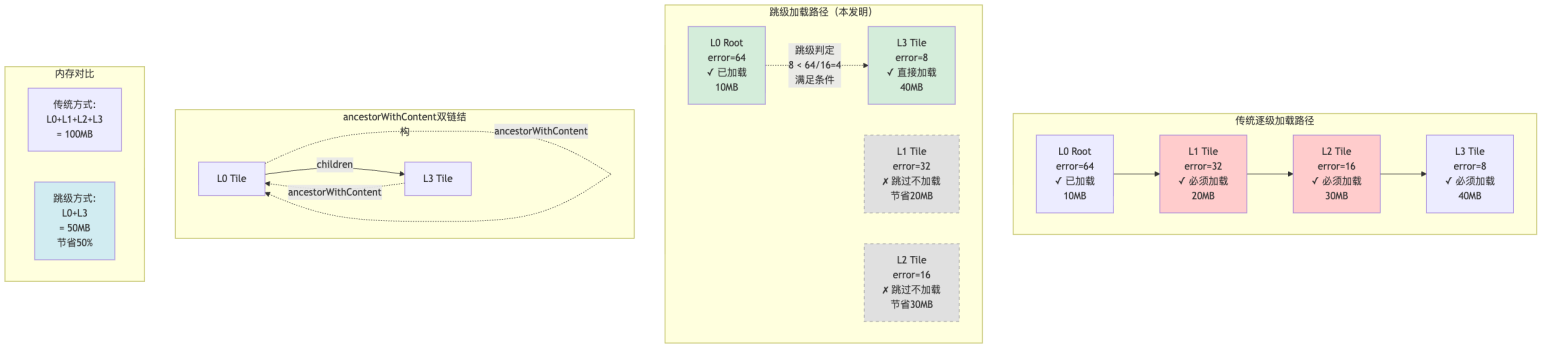 内存对比
传统方式:
L0+L1+L2+L3
= 100MB
跳级方式:
L0+L3
= 50MB
节省50%
ancestorWithContent双链结
构
ancestorWithContent
children
L0 Tile
L3 Tile
ancestorWithContent
跳级加载路径（本发明）
L0 Root
error=64
✓ 已加载
10MB
跳级判定
8 < 64/16=4
满足条件
L3 Tile
error=8
✓ 直接加载
40MB
L1 Tile
error=32
✗ 跳过不加载
节省20MB
L2 Tile
error=16
✗ 跳过不加载
节省30MB
传统逐级加载路径
L0 Root
error=64
✓ 已加载
10MB
L1 Tile
error=32
✓ 必须加载
20MB
L2 Tile
error=16
✓ 必须加载
30MB
L3 Tile
error=8
✓ 必须加载
40MB